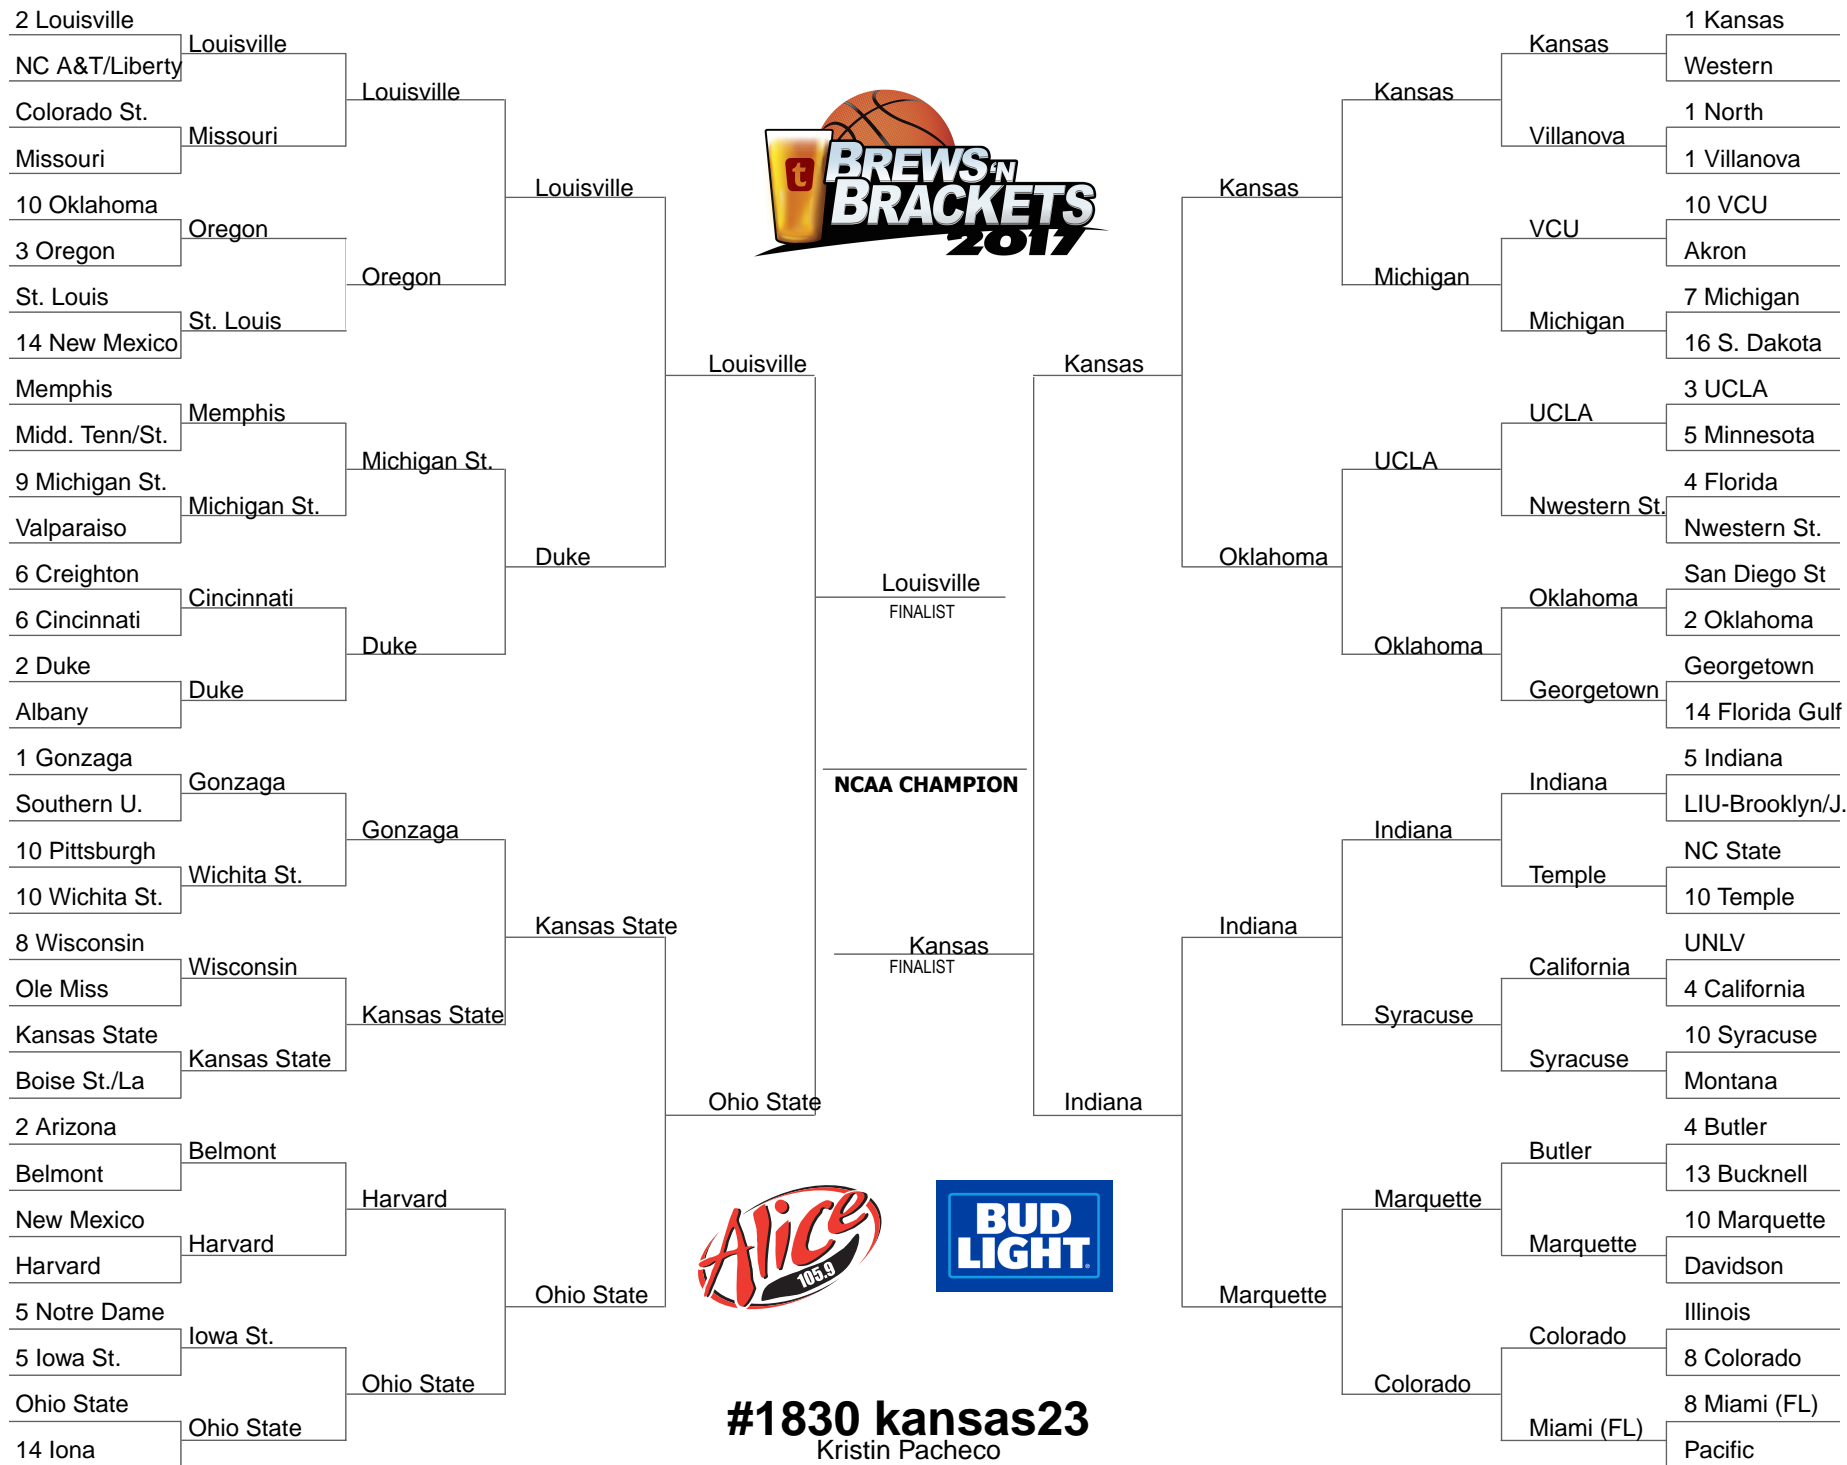 2 Louisville
NC A&T/Liberty
Colorado St.
Missouri
10 Oklahoma
3 Oregon
St. Louis
14 New Mexico
Memphis
Midd. Tenn/St.
9 Michigan St.
Valparaiso
6 Creighton
6 Cincinnati
2 Duke
Albany
1 Gonzaga
Southern U.
10 Pittsburgh
10 Wichita St.
8 Wisconsin
Ole Miss
Kansas State
Boise St./La
2 Arizona
Belmont
New Mexico
Harvard
5 Notre Dame
5 Iowa St.
Ohio State
14 Iona
Louisville
Missouri
Oregon
St. Louis
Memphis
Michigan St.
Cincinnati
Duke
Gonzaga
Wichita St.
Wisconsin
Kansas State
Belmont
Harvard
Iowa St.
Ohio State
Louisville
Oregon
Michigan St.
Duke
Gonzaga
Kansas State
Harvard
Ohio State
Louisville
Duke
Kansas State
Ohio State
Louisville
Ohio State
t
BREWS 'N
BRACKETS
2017
Louisville
FINALIST
NCAA CHAMPION
Kansas
FINALIST
Alice
105.9
BUD
LIGHT
#1830 kansas23
Kristin Pacheco
Kansas
Indiana
Kansas
Oklahoma
Indiana
Marquette
Kansas
Michigan
UCLA
Oklahoma
Indiana
Syracuse
Marquette
Colorado
Kansas
Villanova
VCU
Michigan
UCLA
Nwestern St.
Oklahoma
Georgetown
Indiana
Temple
California
Syracuse
Butler
Marquette
Colorado
Miami (FL)
1 Kansas
Western
1 North
1 Villanova
10 VCU
Akron
7 Michigan
16 S. Dakota
3 UCLA
5 Minnesota
4 Florida
Nwestern St.
San Diego St
2 Oklahoma
Georgetown
14 Florida Gulf
5 Indiana
LIU-Brooklyn/J.
NC State
10 Temple
UNLV
4 California
10 Syracuse
Montana
4 Butler
13 Bucknell
10 Marquette
Davidson
Illinois
8 Colorado
8 Miami (FL)
Pacific